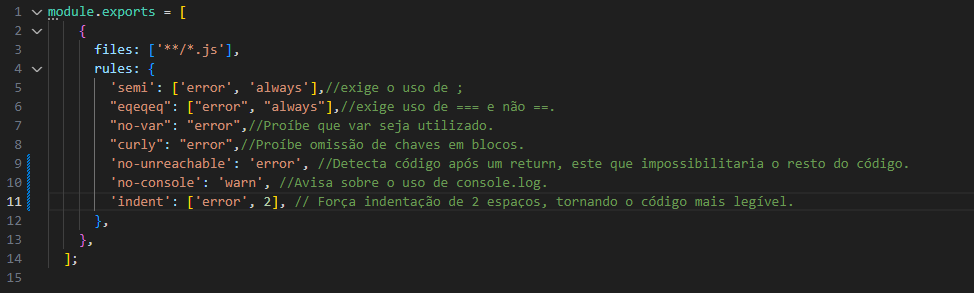 1 module.exports = [
2 {
3 files: ['**/*.js'],
4 rules: {
5 'semi': ['error', 'always'],//exige o uso de ;
6 "eqeqeq": ["error", "always"],//exige uso de === e não ==.
7 "no-var": "error",//Proíbe que var seja utilizado.
8 "curly": "error",//Proíbe omissão de chaves em blocos.
9 'no-unreachable': 'error', //Detecta código após um return, este que impossibilitaria o resto do código.
10 'no-console': 'warn', //Avisa sobre o uso de console.log.
11 'indent': ['error', 2], // Força indentação de 2 espaços, tornando o código mais legível.
12 },
13 },
14 ];
15